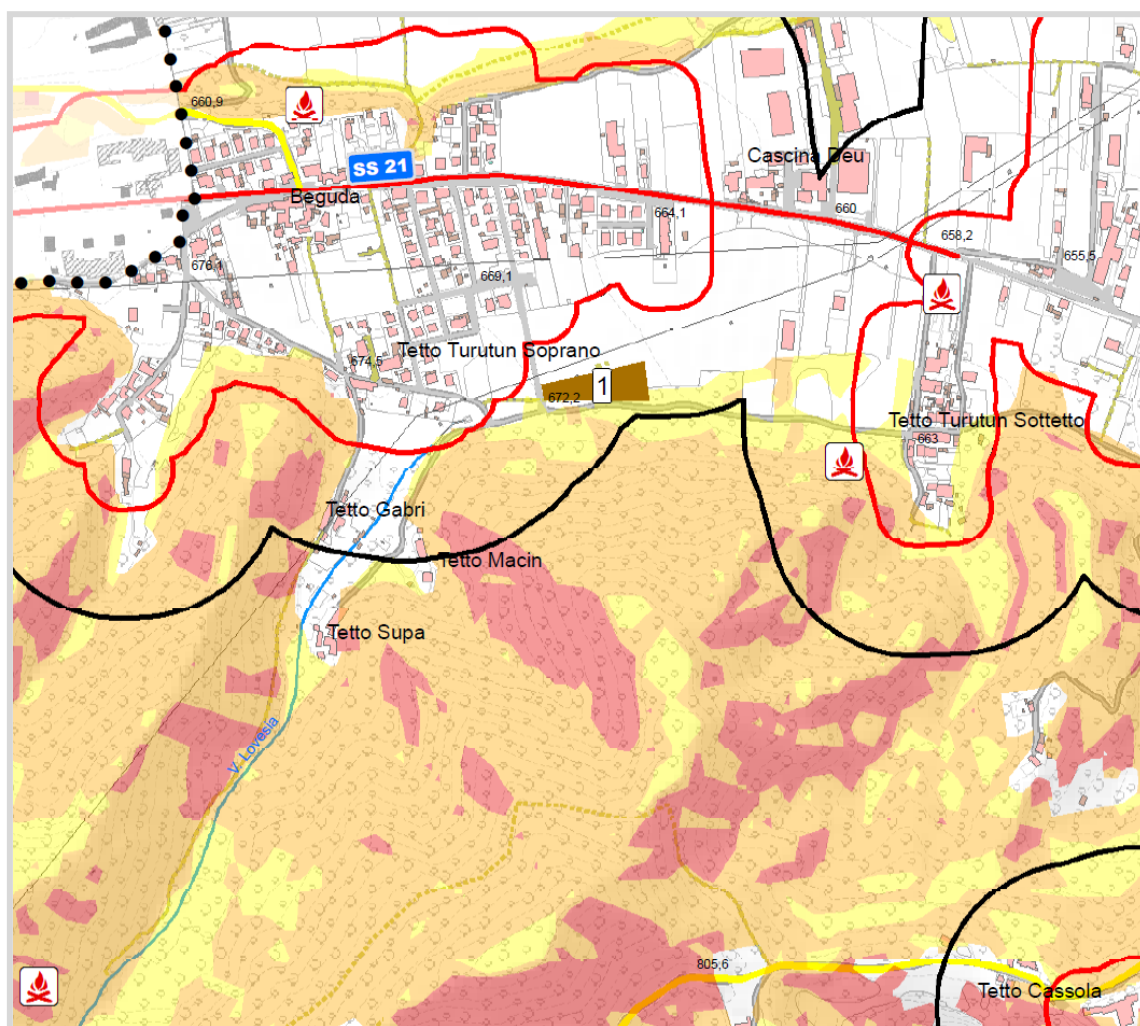 660,9
Cascina Deu
SS 21
Beguda
664,1
660
658,2
655,5
676,1
669,1
Tetto Turutun Soprano
674,5
1
672,2
Tetto Turutun Sottetto
663
Tetto Gabri
Tetto Macin
Tetto Supa
V. Lovesia
805,6
Tetto Cassola